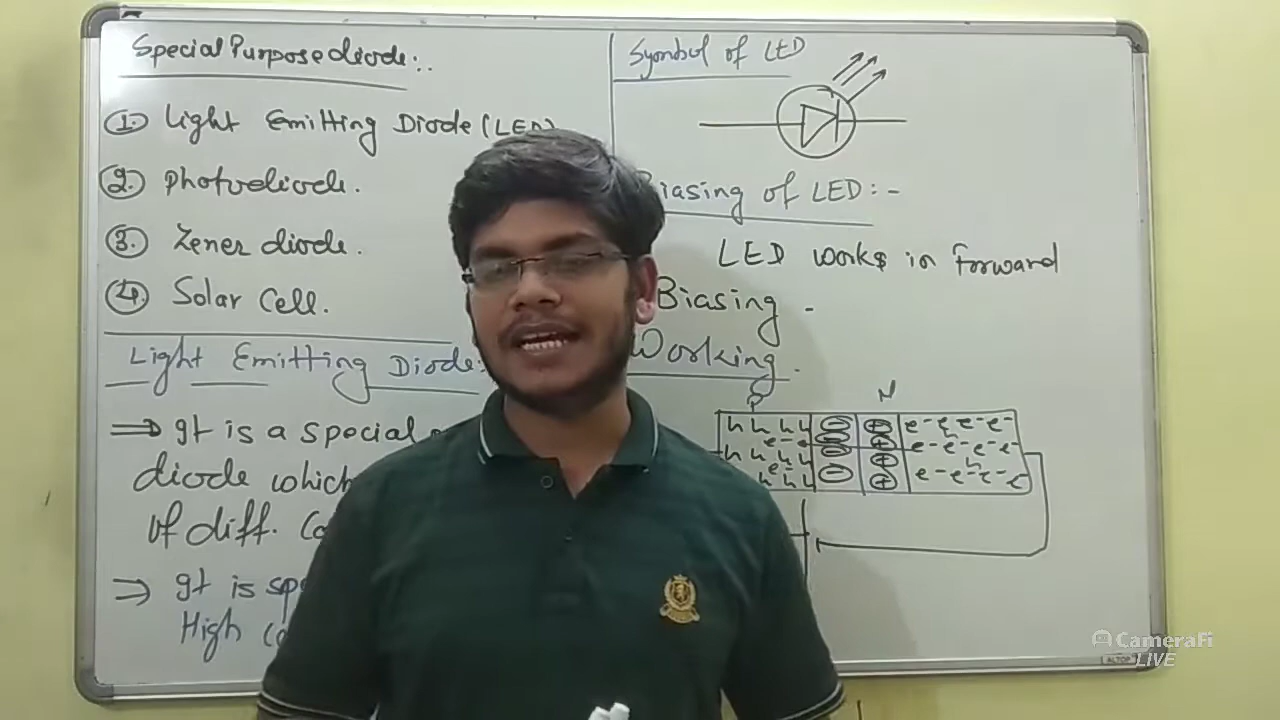 Special Purpose diode:.
1. Light Emitting Diode (LED)
2. Photodiode.
3. Zener diode.
4 Solar Cell.
Light Emitting Diode:
⇒ It is a special
diode which
of diff.
⇒ It is
High
Symbol of LED
Biasing of LED:-
LED works in forward
Biasing -
Working.
P N
h h h h - + e- e- e- e-
e- e- h
h h h h - + e- e- e- e-
e- + h
h h h - + e- e- e- e-
CameraFi
LIVE
ALTOP